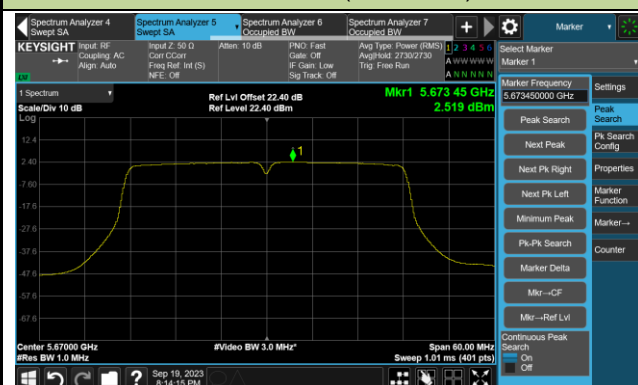 Spectrum Analyzer 4
Swept SA
Spectrum Analyzer 5
Swept SA
Spectrum Analyzer 6
Occupied BW
Spectrum Analyzer 7
Occupied BW
+
Marker
KEYSIGHT
Input: RF
Coupling: AC
Align: Auto
Input Z: 50 Ω
Corr CCorr
Freq Ref: Int (S)
NFE: Off
Atten: 10 dB
PNO: Fast
Gate: Off
IF Gain: Low
Sig Track: Off
Avg Type: Power (RMS)
Avg|Hold: 2730/2730
Trig: Free Run
1 2 3 4 5 6
A W W W W W
A N N N N N
LXI
Select Marker
Marker 1
1 Spectrum
Scale/Div 10 dB
Log
Ref Lvl Offset 22.40 dB
Ref Level 22.40 dBm
Mkr1 5.673 45 GHz
2.519 dBm
12.4
2.40
-7.60
-17.6
-27.6
-37.6
-47.6
-57.6
-67.6
1
Center 5.67000 GHz
#Res BW 1.0 MHz
#Video BW 3.0 MHz*
Span 60.00 MHz
Sweep 1.01 ms (401 pts)
Marker Frequency
5.673450000 GHz
Peak Search
Next Peak
Next Pk Right
Next Pk Left
Minimum Peak
Pk-Pk Search
Marker Delta
Mkr→CF
Mkr→Ref Lvl
Continuous Peak
Search
On
Off
Settings
Peak
Search
Pk Search
Config
Properties
Marker
Function
Marker→
Counter
?
Sep 19, 2023
8:14:15 PM